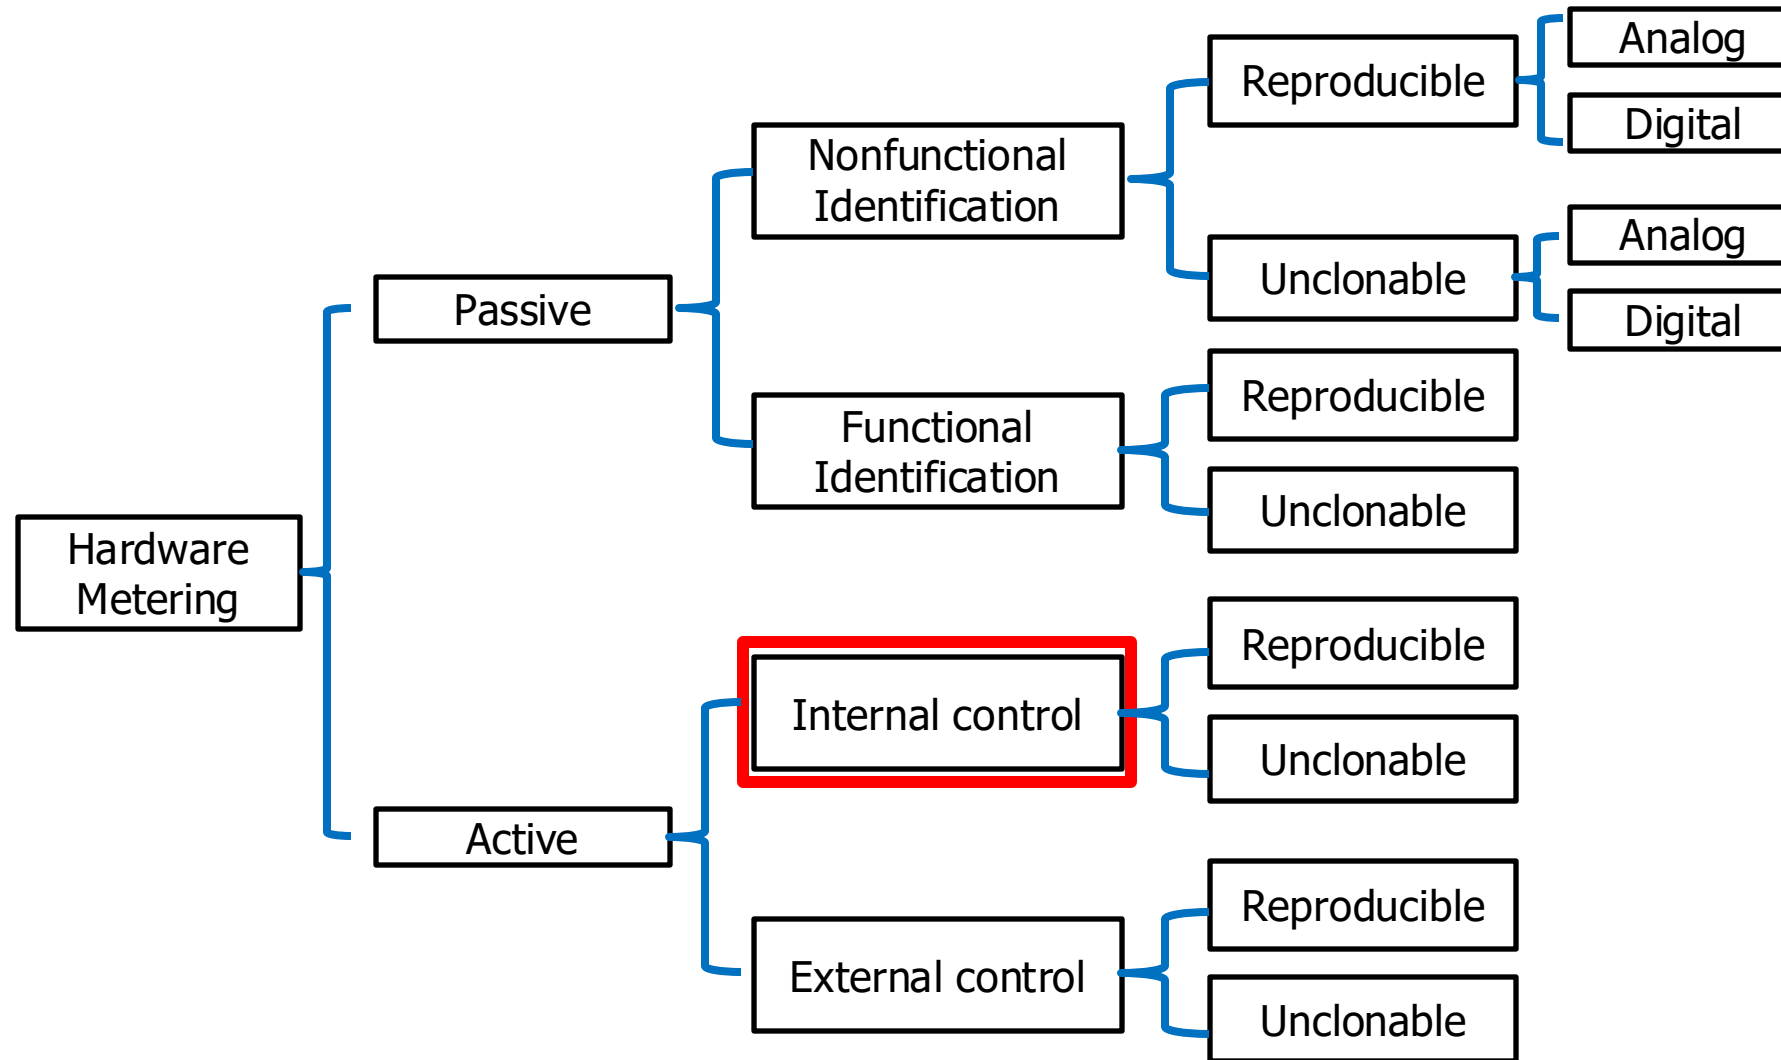 Hardware
Metering
Passive
Nonfunctional
Identification
Reproducible
Analog
Digital
Unclonable
Analog
Digital
Functional
Identification
Reproducible
Unclonable
Active
Internal control
Reproducible
Unclonable
External control
Reproducible
Unclonable